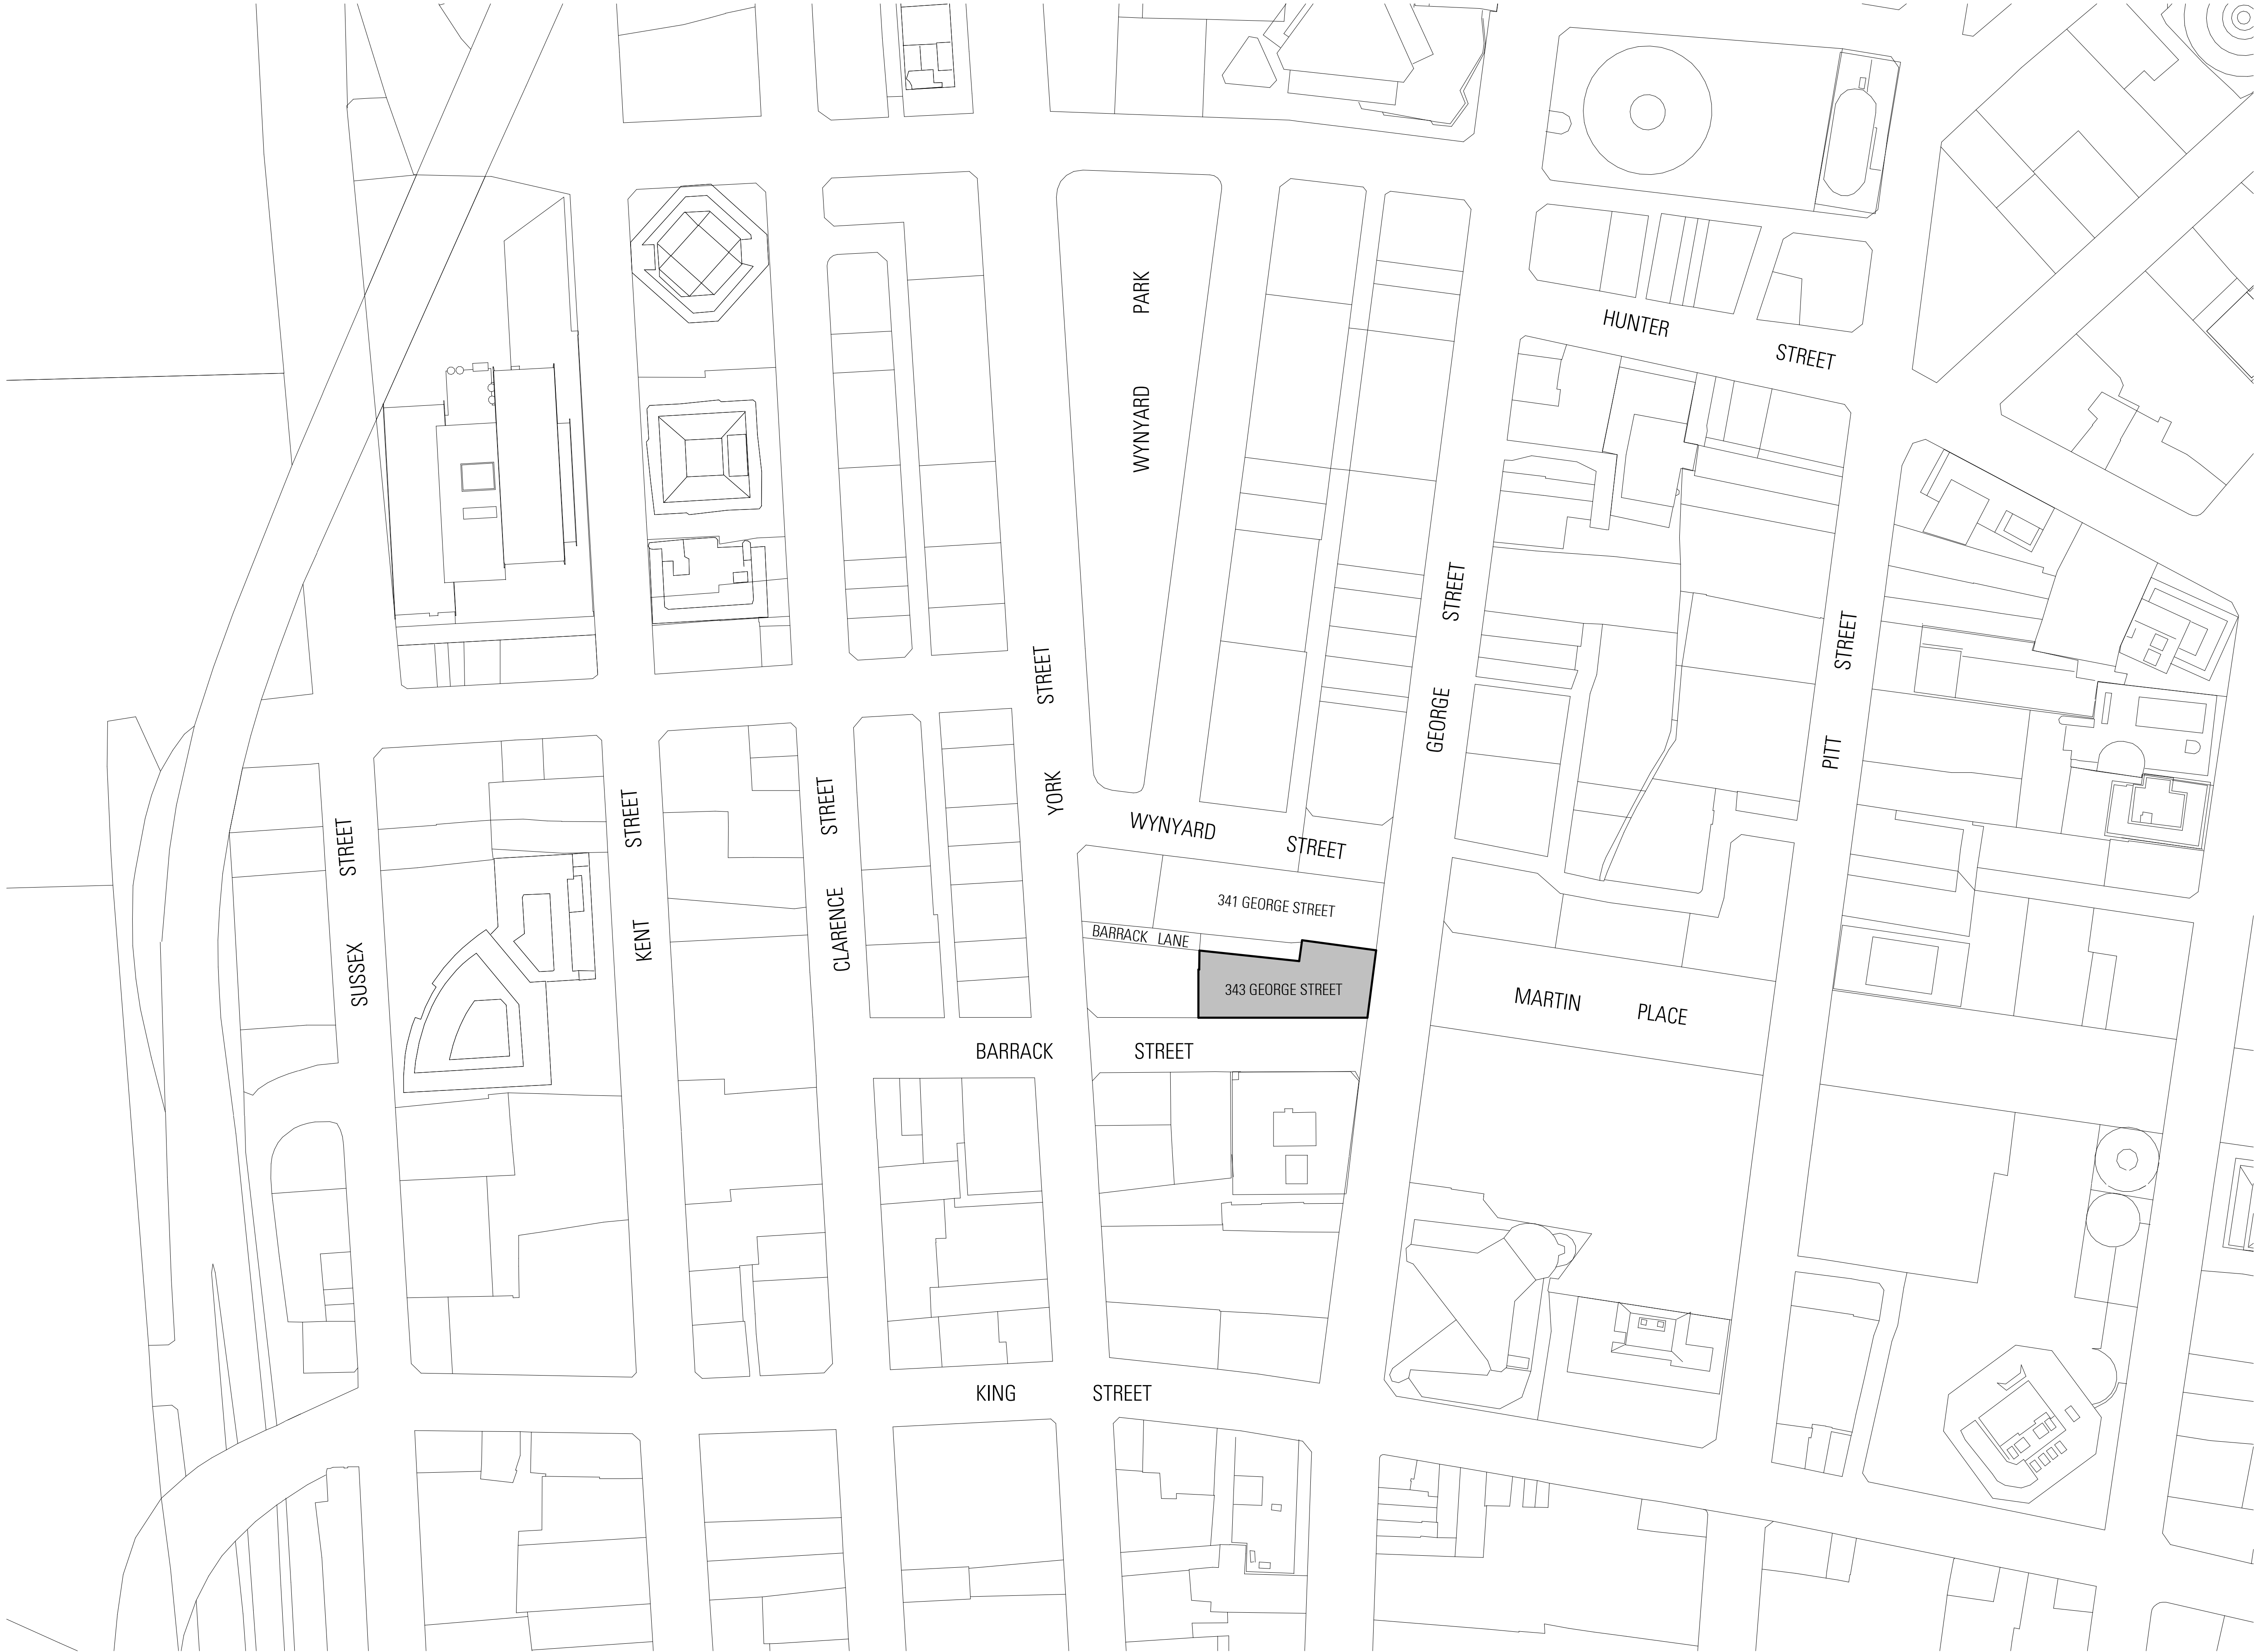 HUNTER STREET
WYNYARD PARK
GEORGE STREET
PITT STREET
YORK STREET
SUSSEX STREET
KENT STREET
CLARENCE STREET
WYNYARD STREET
341 GEORGE STREET
BARRACK LANE
343 GEORGE STREET
MARTIN PLACE
BARRACK STREET
KING STREET